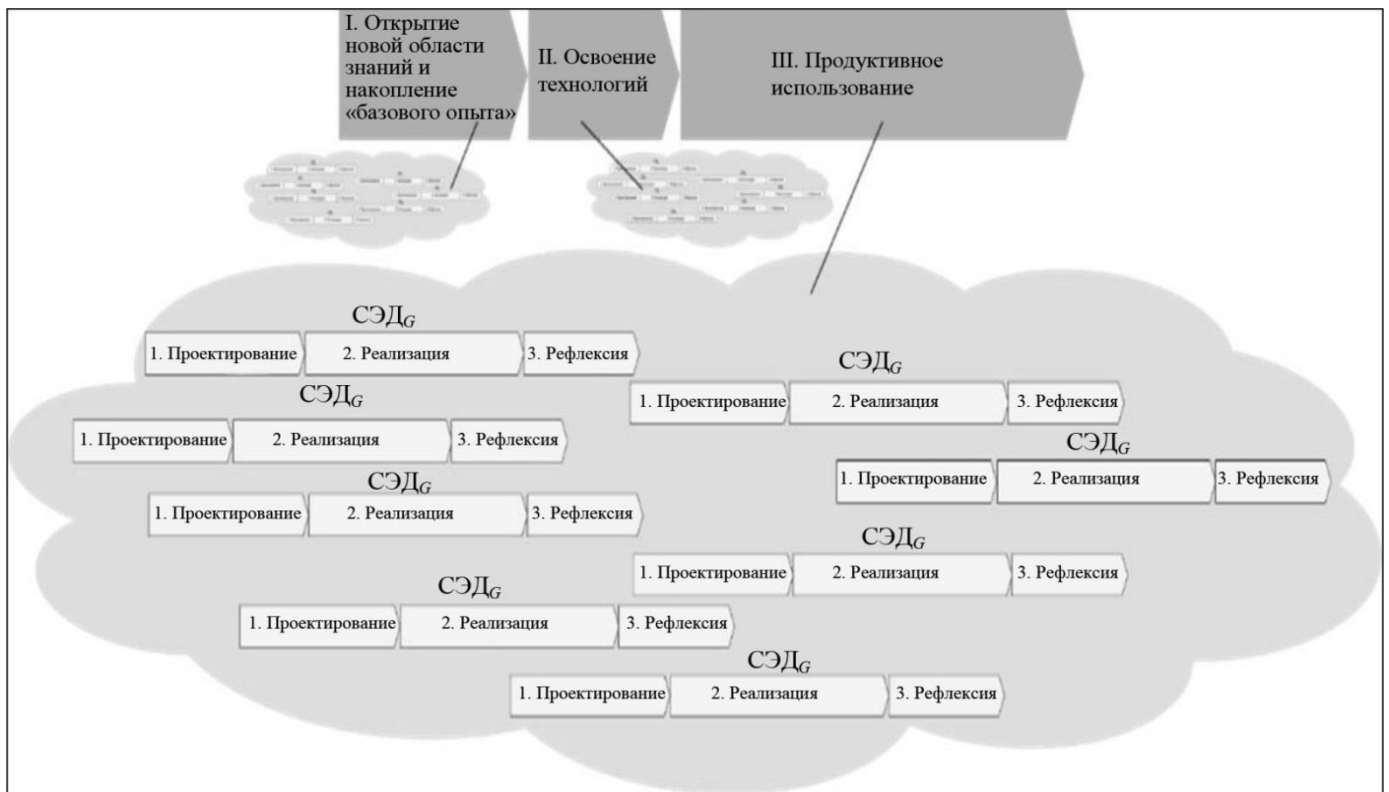 I. Открытие
новой области
знаний и
накопление
«базового опыта»
II. Освоение
технологий
III. Продуктивное
использование
СЭДG
1. Проектирование 2. Реализация 3. Рефлексия
СЭДG
1. Проектирование 2. Реализация 3. Рефлексия
СЭДG
1. Проектирование 2. Реализация 3. Рефлексия
СЭДG
1. Проектирование 2. Реализация 3. Рефлексия
СЭДG
1. Проектирование 2. Реализация 3. Рефлексия
СЭДG
1. Проектирование 2. Реализация 3. Рефлексия
СЭДG
1. Проектирование 2. Реализация 3. Рефлексия
СЭДG
1. Проектирование 2. Реализация 3. Рефлексия